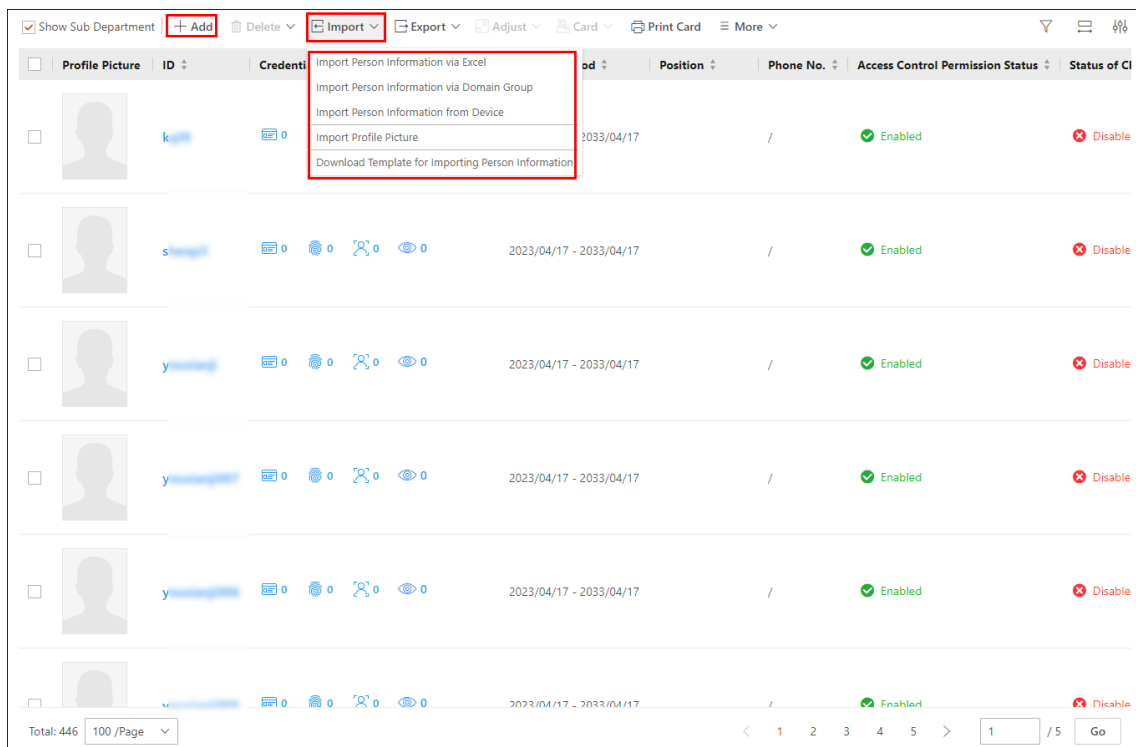 Show Sub Department + Add Delete Import Export Adjust Card Print Card More
Profile Picture ID Credenti od Position Phone No. Access Control Permission Status Status of Cl
Import Person Information via Excel
Import Person Information via Domain Group
Import Person Information from Device
Import Profile Picture
Download Template for Importing Person Information
k 0 2033/04/17 / Enabled Disable
s 0 0 0 0 2023/04/17 - 2033/04/17 / Enabled Disable
y 0 0 0 0 2023/04/17 - 2033/04/17 / Enabled Disable
y 0 0 0 0 2023/04/17 - 2033/04/17 / Enabled Disable
y 0 0 0 0 2023/04/17 - 2033/04/17 / Enabled Disable
0 0 0 0 2023/04/17 - 2033/04/17 / Enabled Disable
Total: 446 100 /Page < 1 2 3 4 5 > 1 / 5 Go